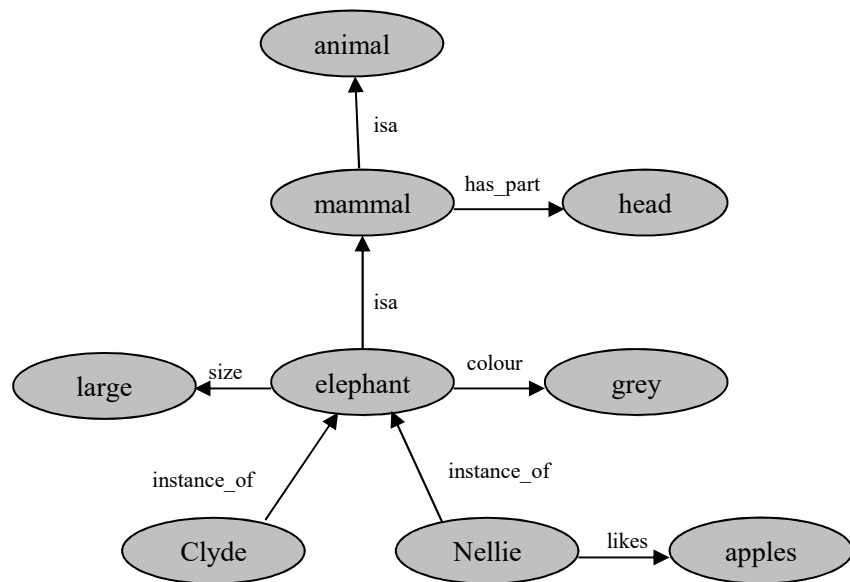 animal
isa
mammal
has_part
head
isa
large
size
elephant
colour
grey
instance_of
instance_of
Clyde
Nellie
likes
apples